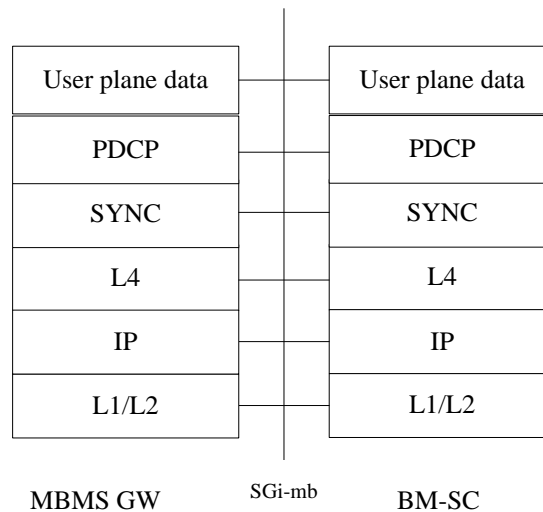 User plane data
User plane data
PDCP
PDCP
SYNC
SYNC
L4
L4
IP
IP
L1/L2
L1/L2
MBMS GW
SGi-mb
BM-SC